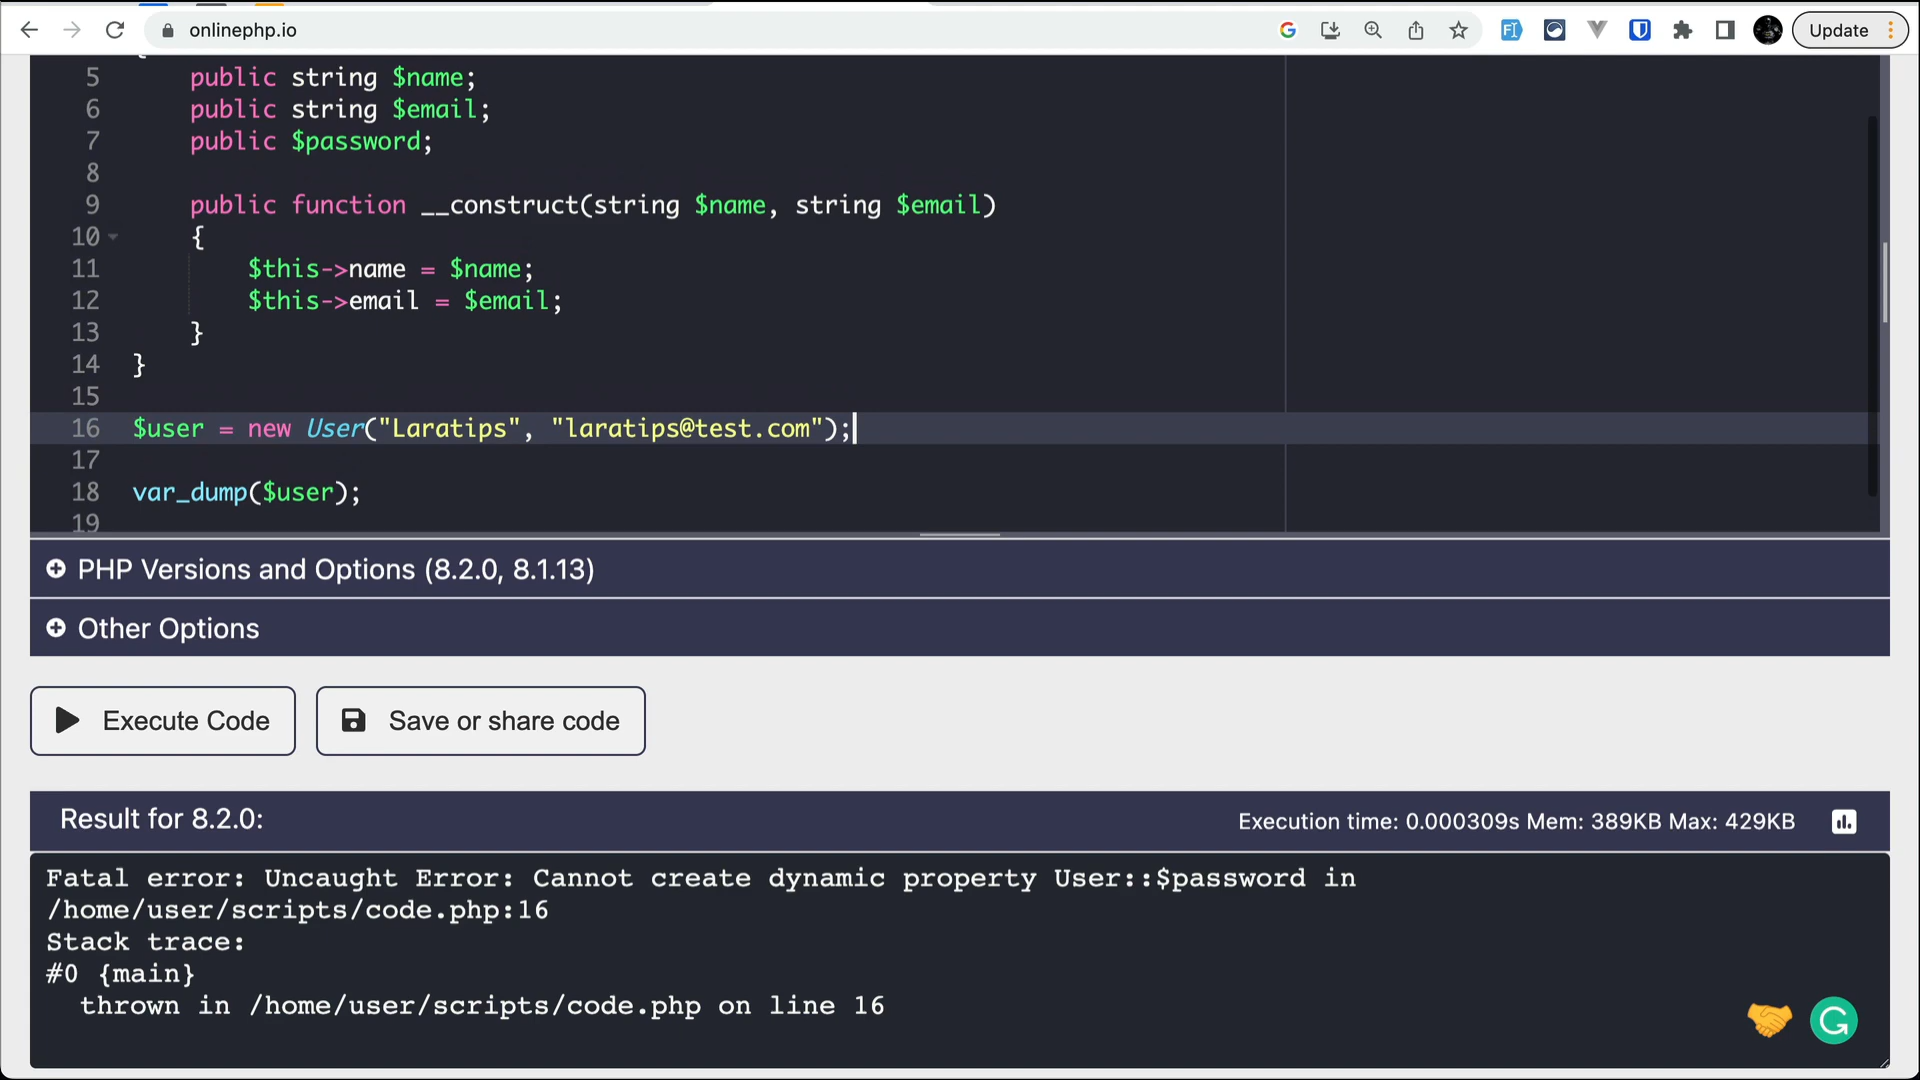 onlinephp.io
Update
5 public string $name;
6 public string $email;
7 public $password;
8
9 public function __construct(string $name, string $email)
10 {
11 $this->name = $name;
12 $this->email = $email;
13 }
14 }
15
16 $user = new User("Laratips", "laratips@test.com");
17
18 var_dump($user);
19
PHP Versions and Options (8.2.0, 8.1.13)
Other Options
Execute Code
Save or share code
Result for 8.2.0:
Execution time: 0.000309s Mem: 389KB Max: 429KB
Fatal error: Uncaught Error: Cannot create dynamic property User::$password in
/home/user/scripts/code.php:16
Stack trace:
#0 {main}
thrown in /home/user/scripts/code.php on line 16